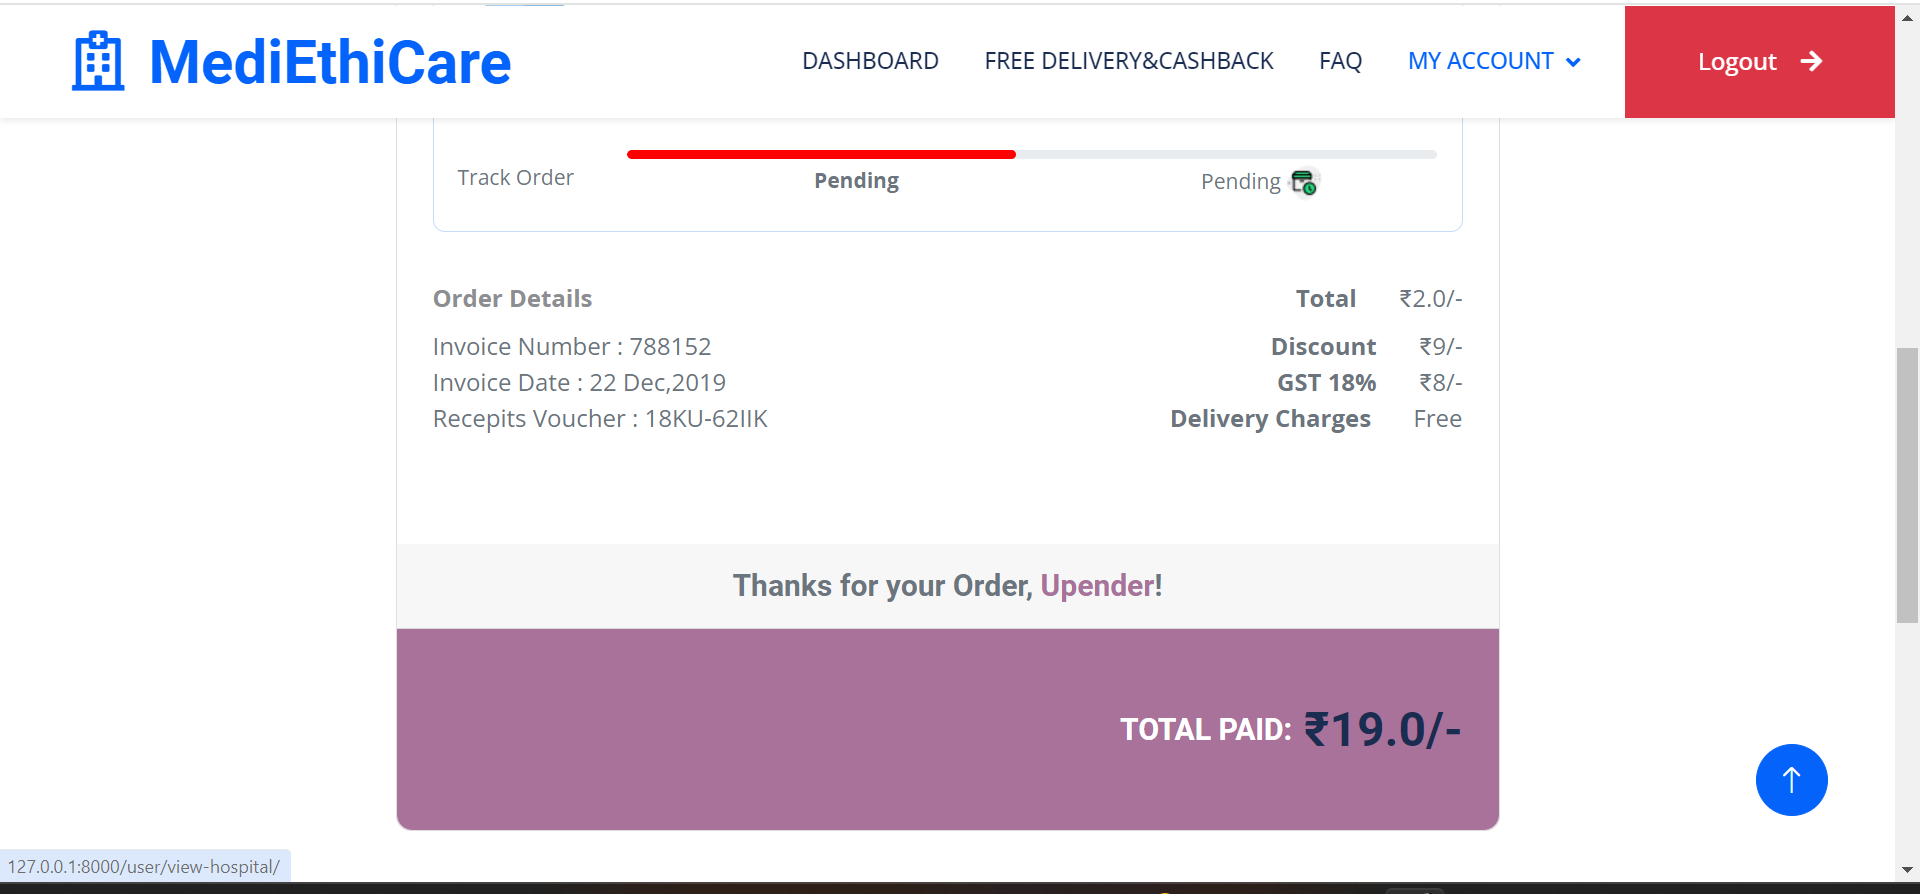 MediEthiCare
DASHBOARD FREE DELIVERY&CASHBACK FAQ MY ACCOUNT Logout
Track Order Pending Pending
Order Details Total ₹2.0/-
Invoice Number : 788152 Discount ₹9/-
Invoice Date : 22 Dec,2019 GST 18% ₹8/-
Recepits Voucher : 18KU-62IIK Delivery Charges Free
Thanks for your Order, Upender!
TOTAL PAID: ₹19.0/-
127.0.0.1:8000/user/view-hospital/